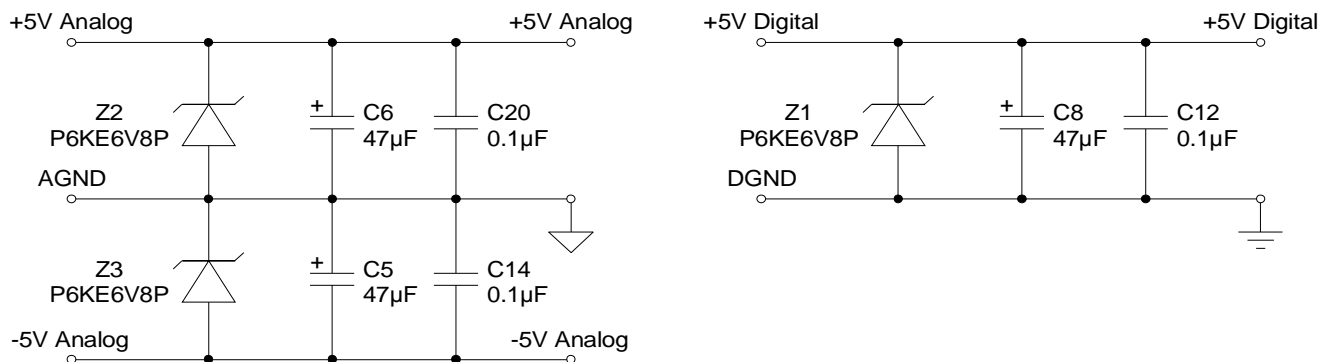 +5V Analog
+5V Analog
Z2
P6KE6V8P
+
C6
47µF
C20
0.1µF
AGND
Z3
P6KE6V8P
+
C5
47µF
C14
0.1µF
-5V Analog
-5V Analog
+5V Digital
+5V Digital
Z1
P6KE6V8P
+
C8
47µF
C12
0.1µF
DGND